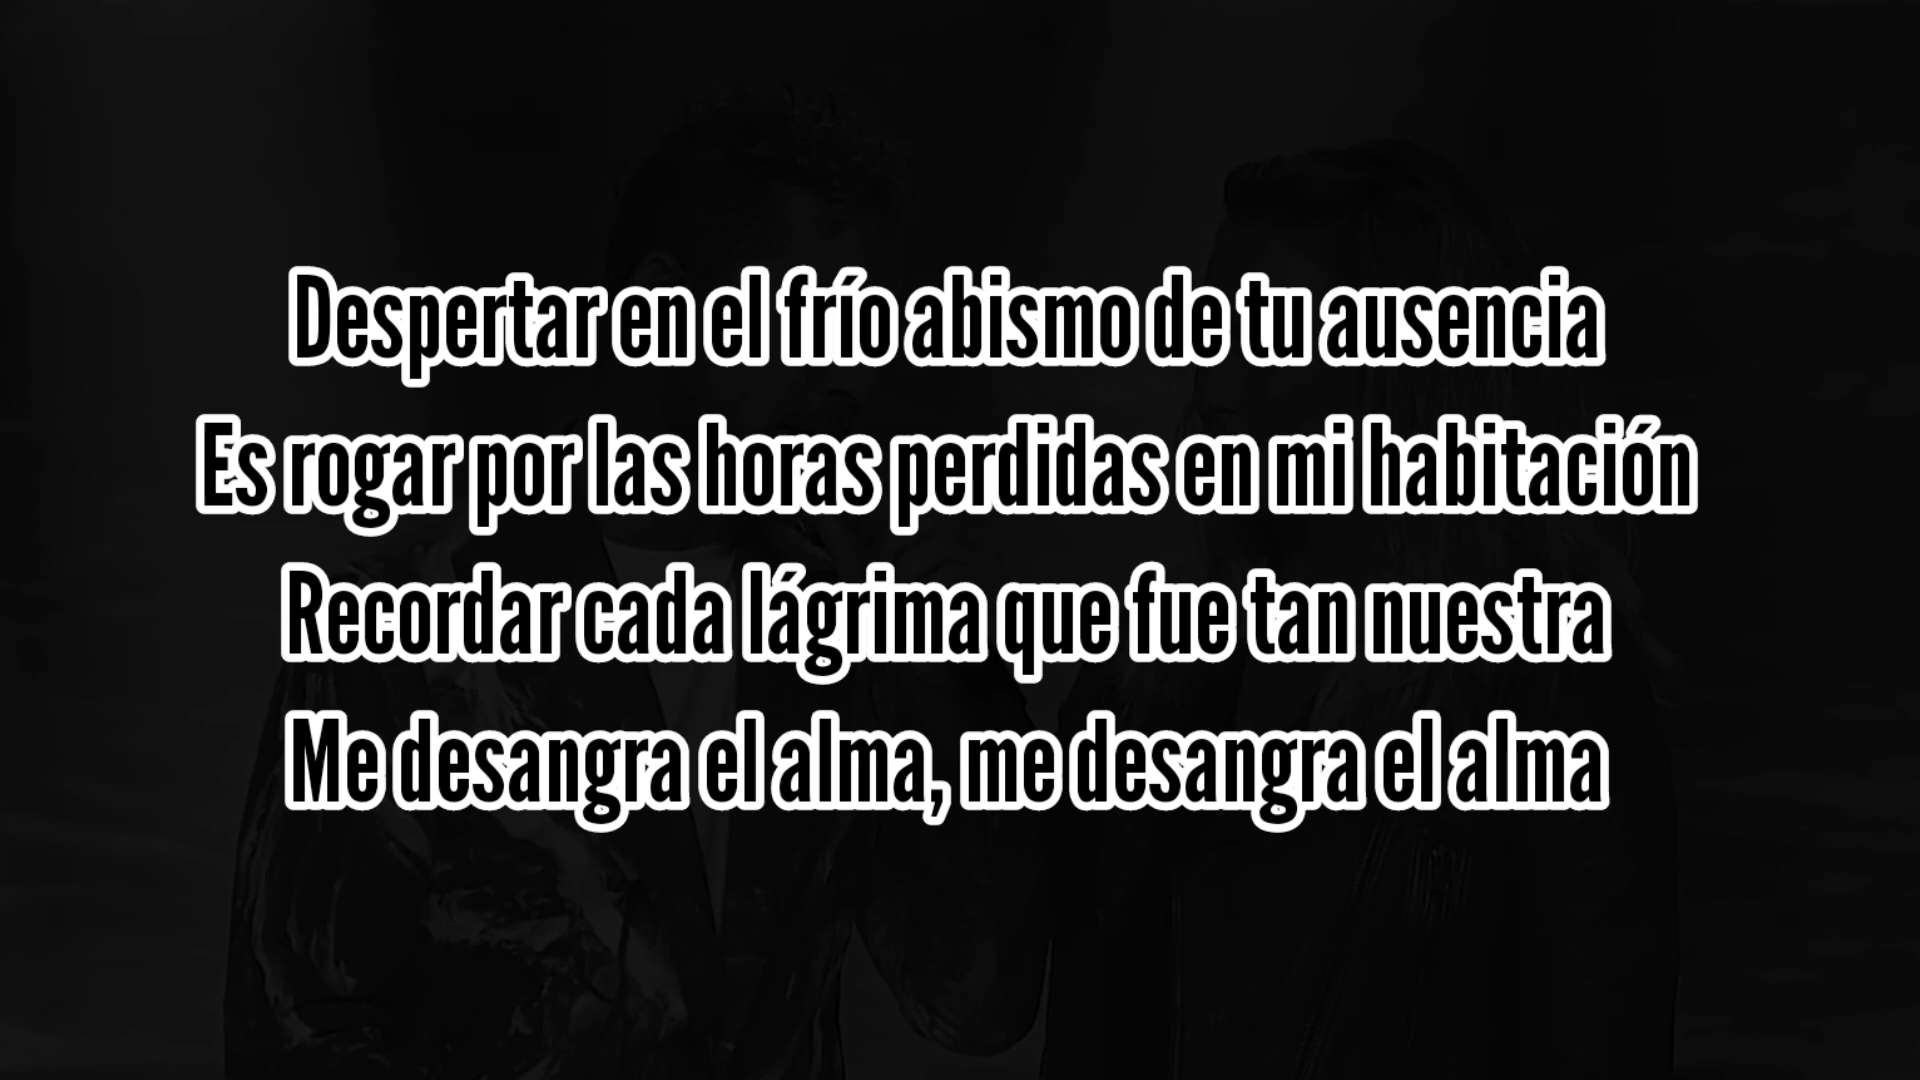 Despertar en el frío abismo de tu ausencia
Es rogar por las horas perdidas en mi habitación
Recordar cada lágrima que fue tan nuestra
Me desangra el alma, me desangra el alma